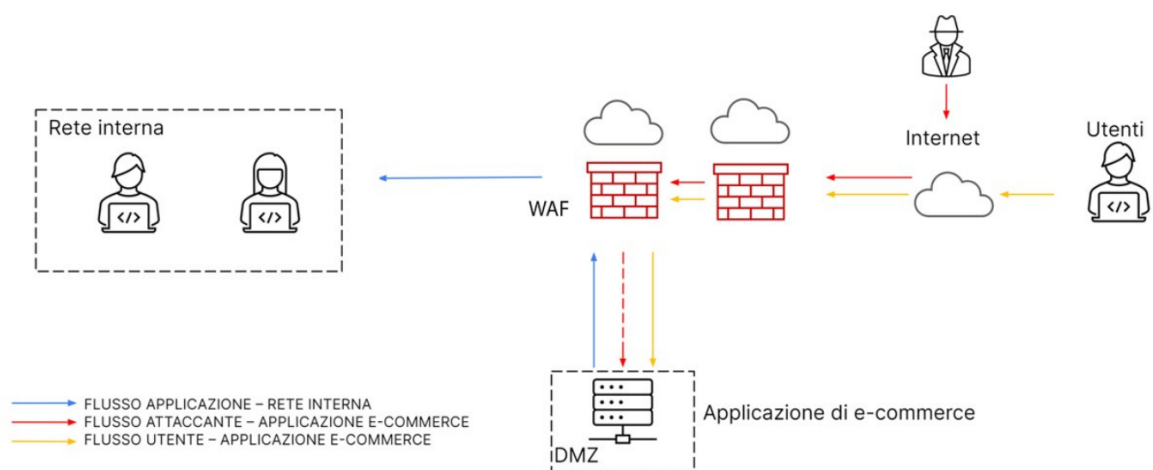 Rete interna
Internet
Utenti
WAF
FLUSSO APPLICAZIONE – RETE INTERNA
FLUSSO ATTACCANTE – APPLICAZIONE E-COMMERCE
FLUSSO UTENTE – APPLICAZIONE E-COMMERCE
Applicazione di e-commerce
DMZ